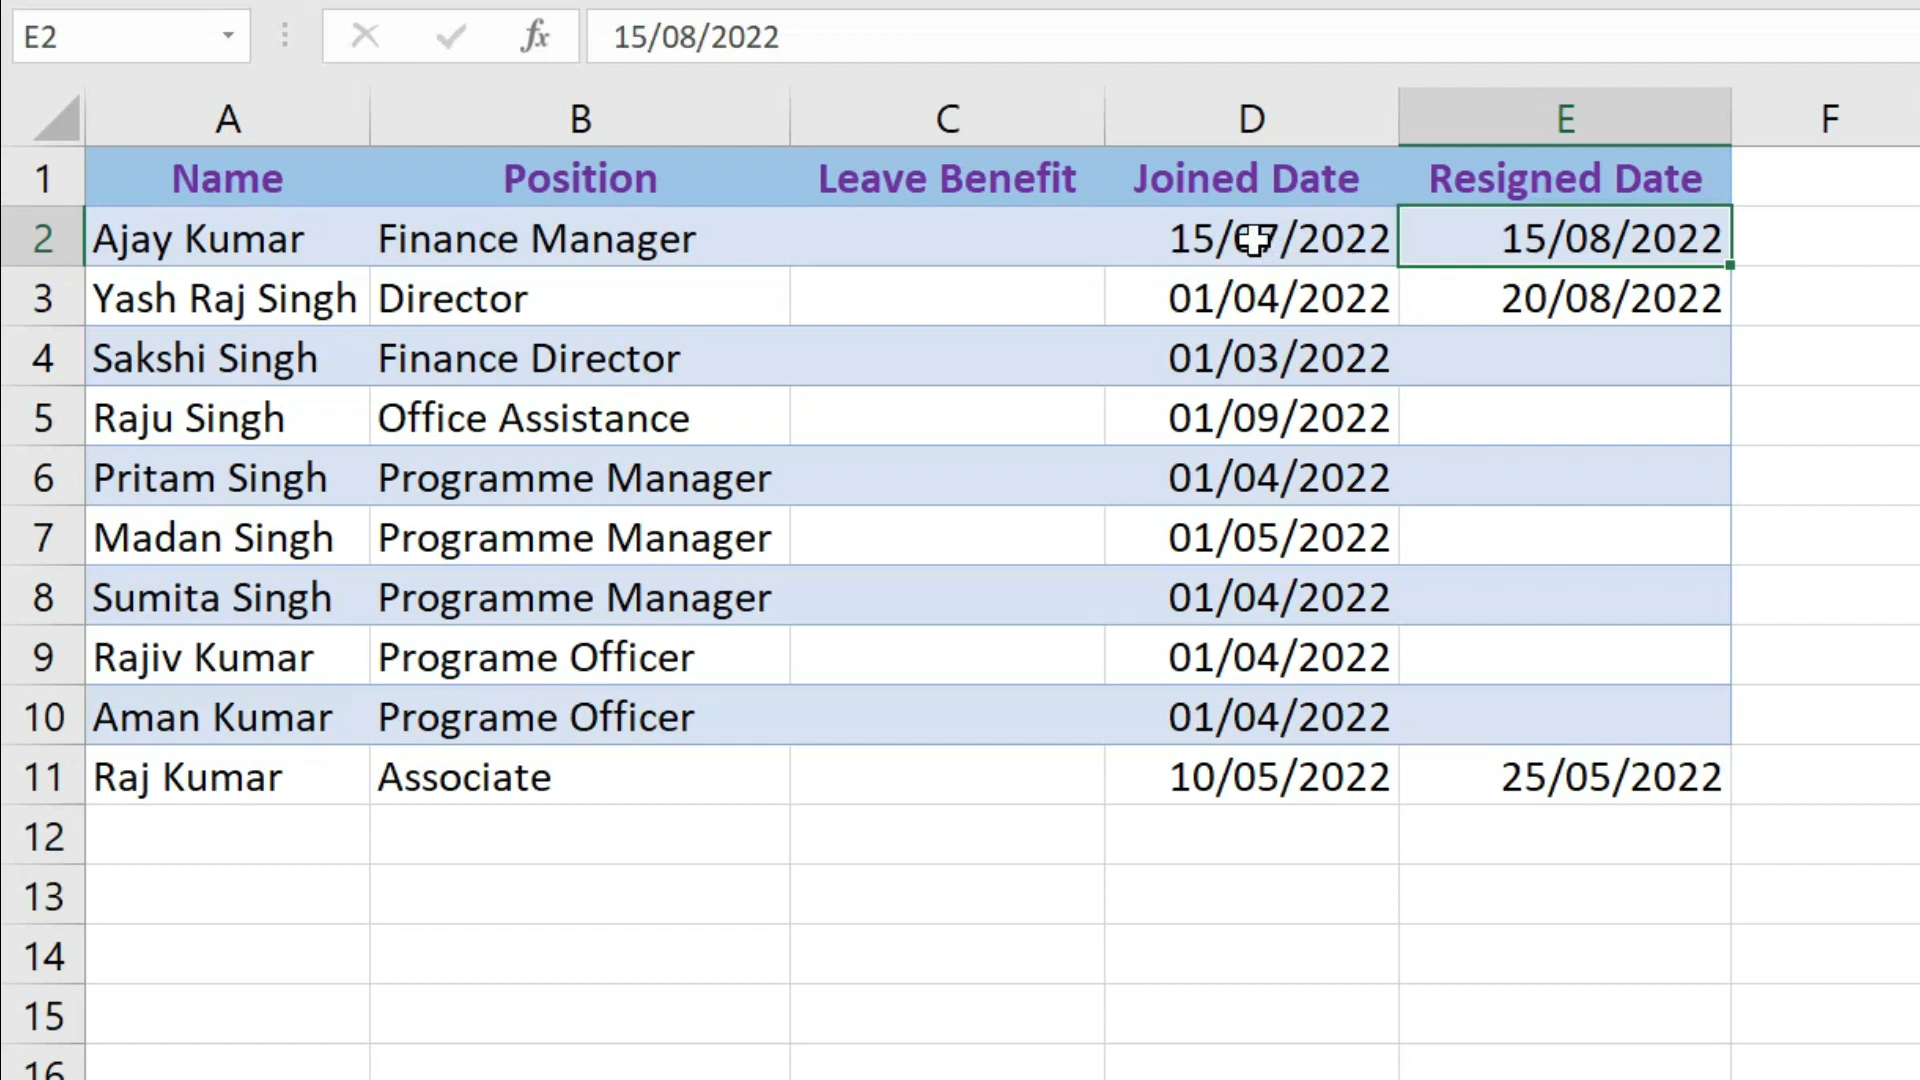 E2 fx 15/08/2022
A B C D E F
1 Name Position Leave Benefit Joined Date Resigned Date
2 Ajay Kumar Finance Manager 15/07/2022 15/08/2022
3 Yash Raj Singh Director 01/04/2022 20/08/2022
4 Sakshi Singh Finance Director 01/03/2022
5 Raju Singh Office Assistance 01/09/2022
6 Pritam Singh Programme Manager 01/04/2022
7 Madan Singh Programme Manager 01/05/2022
8 Sumita Singh Programme Manager 01/04/2022
9 Rajiv Kumar Programe Officer 01/04/2022
10 Aman Kumar Programe Officer 01/04/2022
11 Raj Kumar Associate 10/05/2022 25/05/2022
12
13
14
15
16